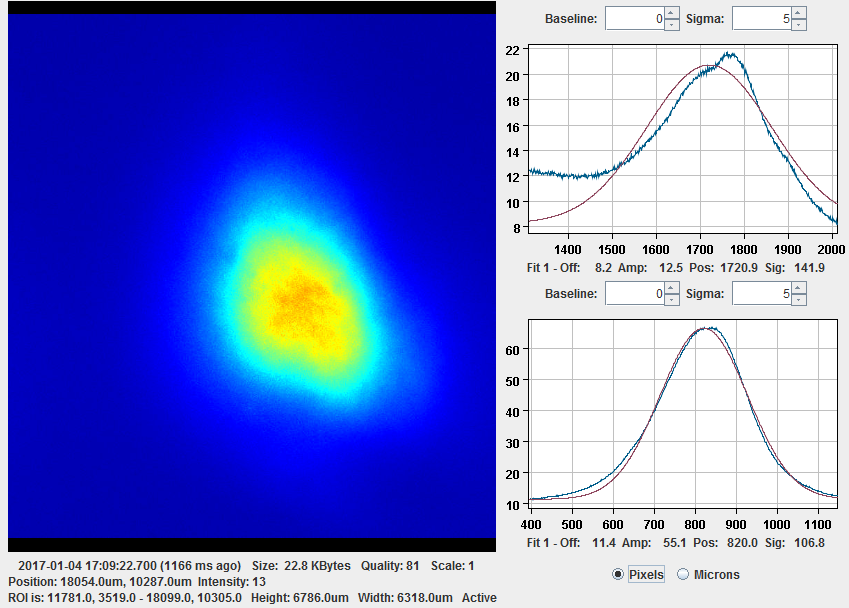 Baseline: 0 Sigma: 5
22
20
18
16
14
12
10
8
1400 1500 1600 1700 1800 1900 2000
Fit 1 - Off: 8.2 Amp: 12.5 Pos: 1720.9 Sig: 141.9
Baseline: 0 Sigma: 5
60
50
40
30
20
10
400 500 600 700 800 900 1000 1100
Fit 1 - Off: 11.4 Amp: 55.1 Pos: 820.0 Sig: 106.8
Pixels Microns
2017-01-04 17:09:22.700 (1166 ms ago) Size: 22.8 KBytes Quality: 81 Scale: 1
Position: 18054.0um, 10287.0um Intensity: 13
ROI is: 11781.0, 3519.0 - 18099.0, 10305.0 Height: 6786.0um Width: 6318.0um Active